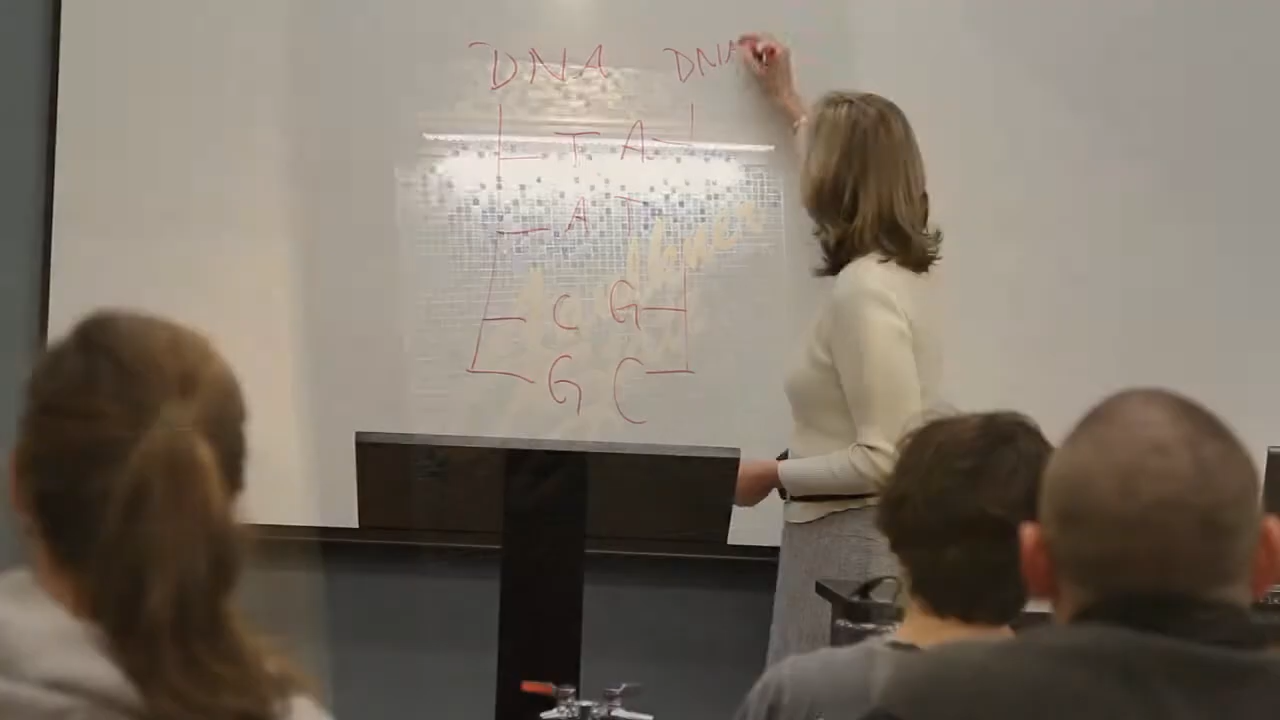 DNA DNA
T A
A T
C G
G C